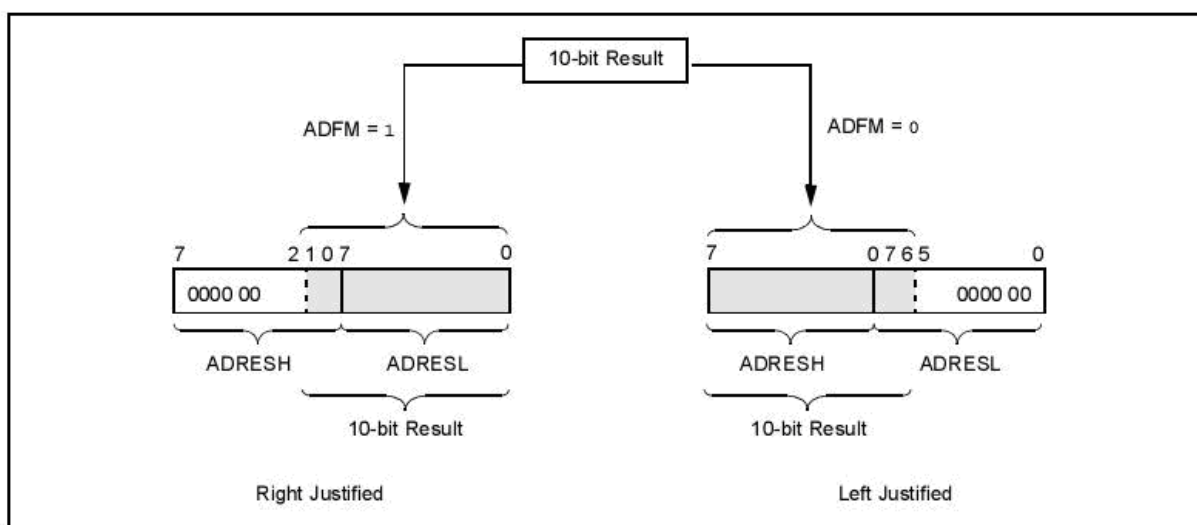 10-bit Result
ADFM = 1
ADFM = 0
7 2 1 0 7 0
7 0 7 6 5 0
0000 00
0000 00
ADRESH ADRESL
ADRESH ADRESL
10-bit Result
10-bit Result
Right Justified
Left Justified